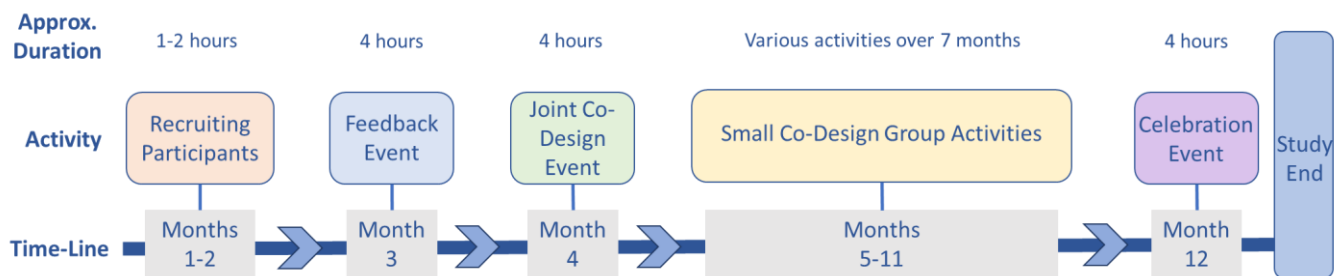 Approx.
Duration
1-2 hours
4 hours
4 hours
Various activities over 7 months
4 hours
Activity
Recruiting
Participants
Feedback
Event
Joint Co-
Design
Event
Small Co-Design Group Activities
Celebration
Event
Study
End
Time-Line
Months
1-2
Month
3
Month
4
Months
5-11
Month
12